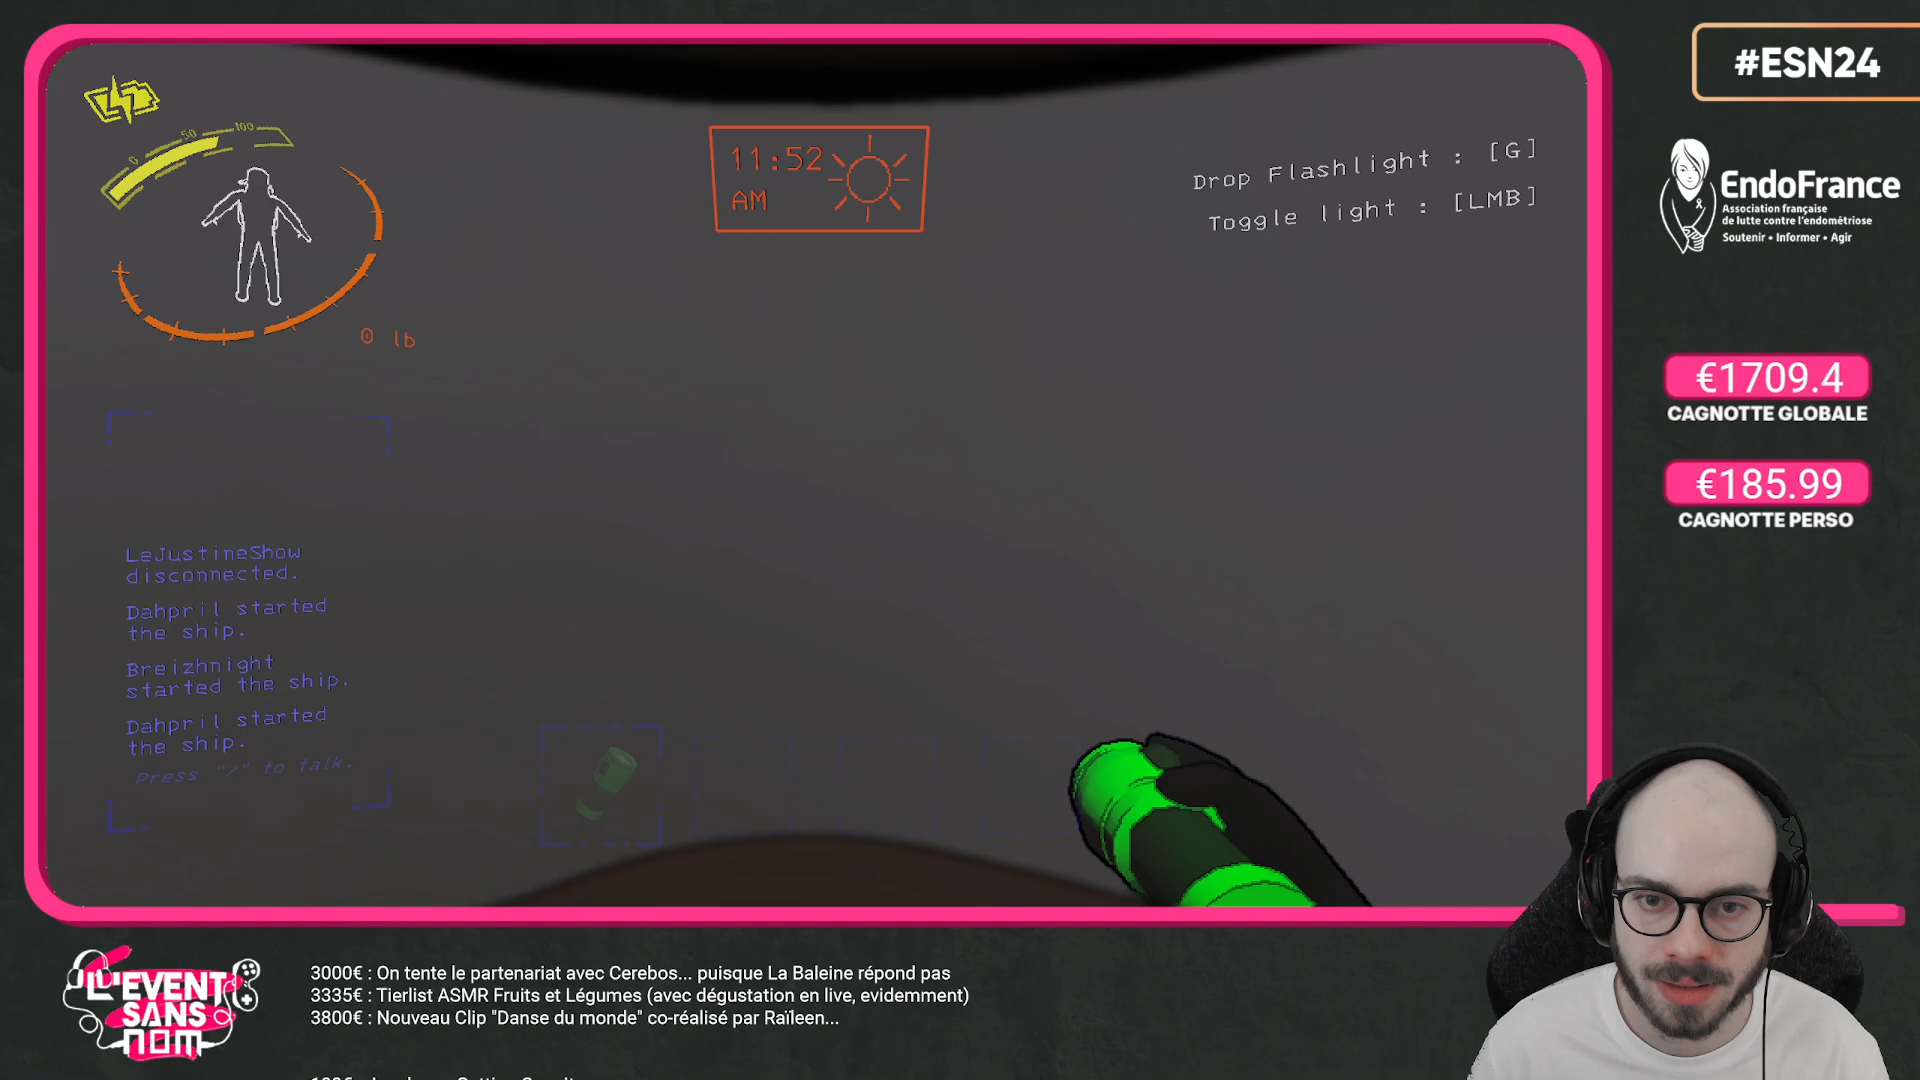 #ESN24
EndoFrance
Association française
de lutte contre l'endométriose
Soutenir • Informer • Agir
€1709.4
CAGNOTTE GLOBALE
€185.99
CAGNOTTE PERSO
0 50 100
11:52
AM
Drop Flashlight : [G]
Toggle light : [LMB]
0 lb
LeJustineShow
disconnected.
Dahpril started
the ship.
Breizhnight
started the ship.
Dahpril started
the ship.
Press "/" to talk.
L'EVENT
SANS
NOM
3000€ : On tente le partenariat avec Cerebos... puisque La Baleine répond pas
3335€ : Tierlist ASMR Fruits et Légumes (avec dégustation en live, evidemment)
3800€ : Nouveau Clip "Danse du monde" co-réalisé par Raïleen...